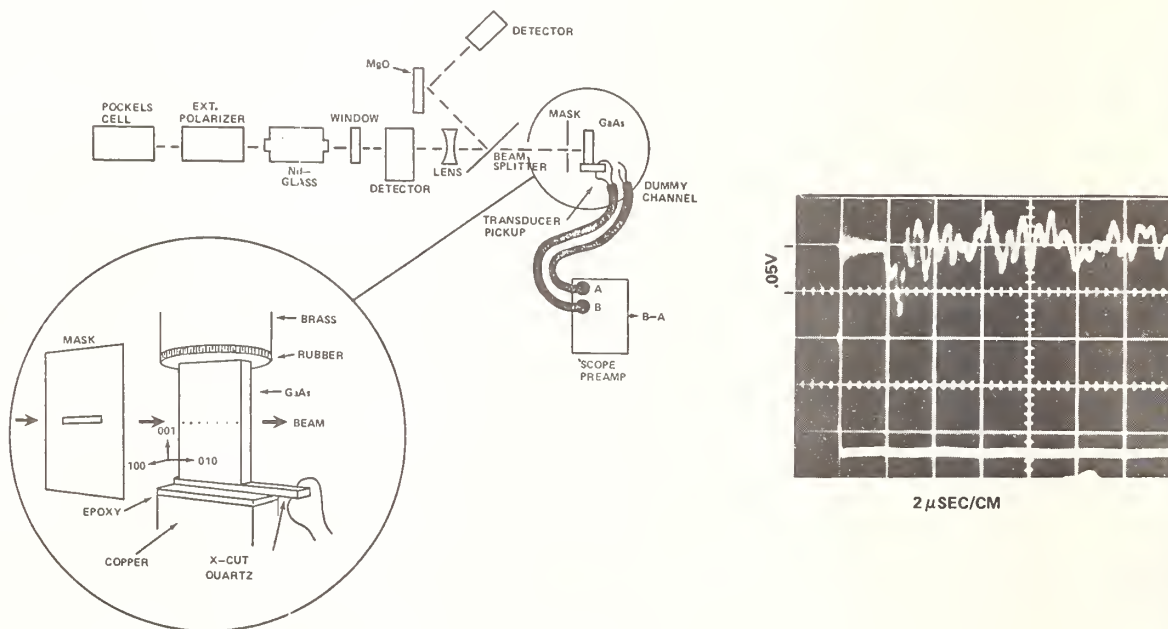 DETECTOR
MgO
POCKELS
CELL
EXT.
POLARIZER
WINDOW
MASK
GaAs
Nd-
GLASS
DETECTOR
LENS
BEAM
SPLITTER
DUMMY
CHANNEL
TRANSDUCER
PICKUP
A
B
B-A
SCOPE
PREAMP
MASK
BRASS
RUBBER
GaAs
BEAM
001
100
010
EPOXY
COPPER
X-CUT
QUARTZ
.05V
2 μSEC/CM